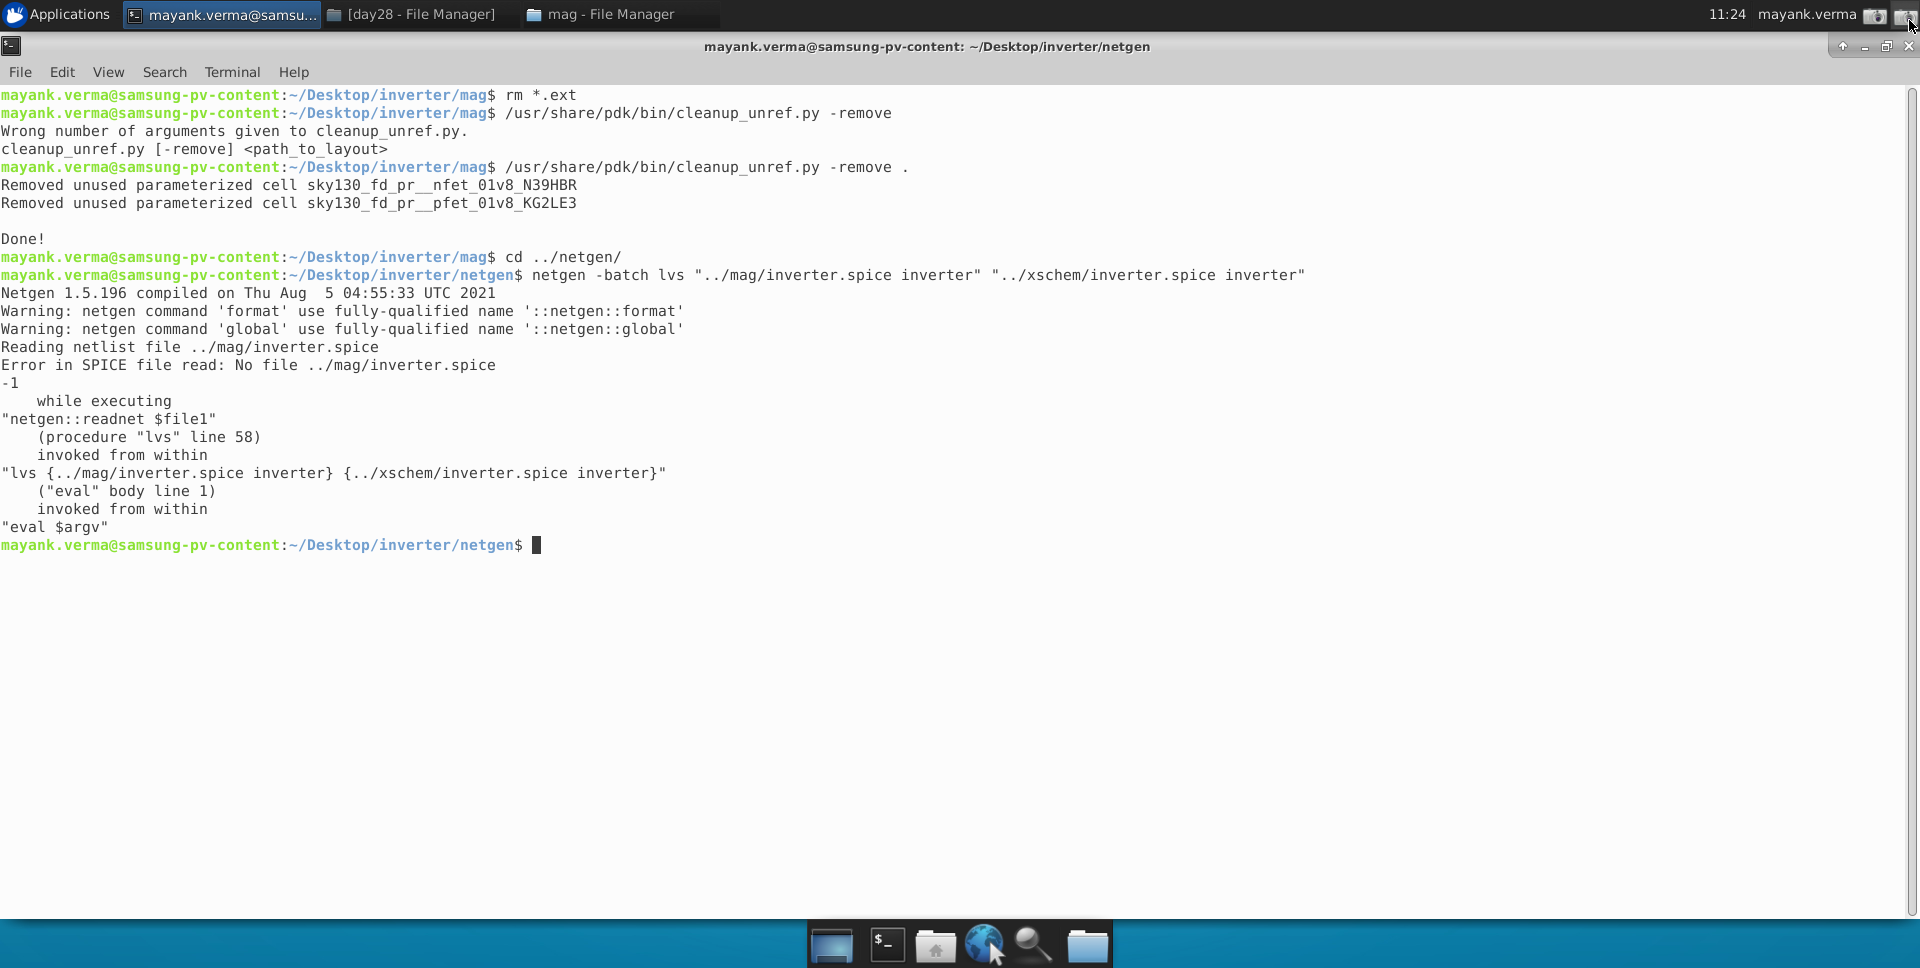 Applications mayank.verma@samsu... [day28 - File Manager] mag - File Manager 11:24 mayank.verma
mayank.verma@samsung-pv-content: ~/Desktop/inverter/netgen
File Edit View Search Terminal Help
mayank.verma@samsung-pv-content:~/Desktop/inverter/mag$ rm *.ext
mayank.verma@samsung-pv-content:~/Desktop/inverter/mag$ /usr/share/pdk/bin/cleanup_unref.py -remove
Wrong number of arguments given to cleanup_unref.py.
cleanup_unref.py [-remove] <path_to_layout>
mayank.verma@samsung-pv-content:~/Desktop/inverter/mag$ /usr/share/pdk/bin/cleanup_unref.py -remove .
Removed unused parameterized cell sky130_fd_pr__nfet_01v8_N39HBR
Removed unused parameterized cell sky130_fd_pr__pfet_01v8_KG2LE3
Done!
mayank.verma@samsung-pv-content:~/Desktop/inverter/mag$ cd ../netgen/
mayank.verma@samsung-pv-content:~/Desktop/inverter/netgen$ netgen -batch lvs "../mag/inverter.spice inverter" "../xschem/inverter.spice inverter"
Netgen 1.5.196 compiled on Thu Aug  5 04:55:33 UTC 2021
Warning: netgen command 'format' use fully-qualified name '::netgen::format'
Warning: netgen command 'global' use fully-qualified name '::netgen::global'
Reading netlist file ../mag/inverter.spice
Error in SPICE file read: No file ../mag/inverter.spice
-1
    while executing
"netgen::readnet $file1"
    (procedure "lvs" line 58)
    invoked from within
"lvs {../mag/inverter.spice inverter} {../xschem/inverter.spice inverter}"
    ("eval" body line 1)
    invoked from within
"eval $argv"
mayank.verma@samsung-pv-content:~/Desktop/inverter/netgen$